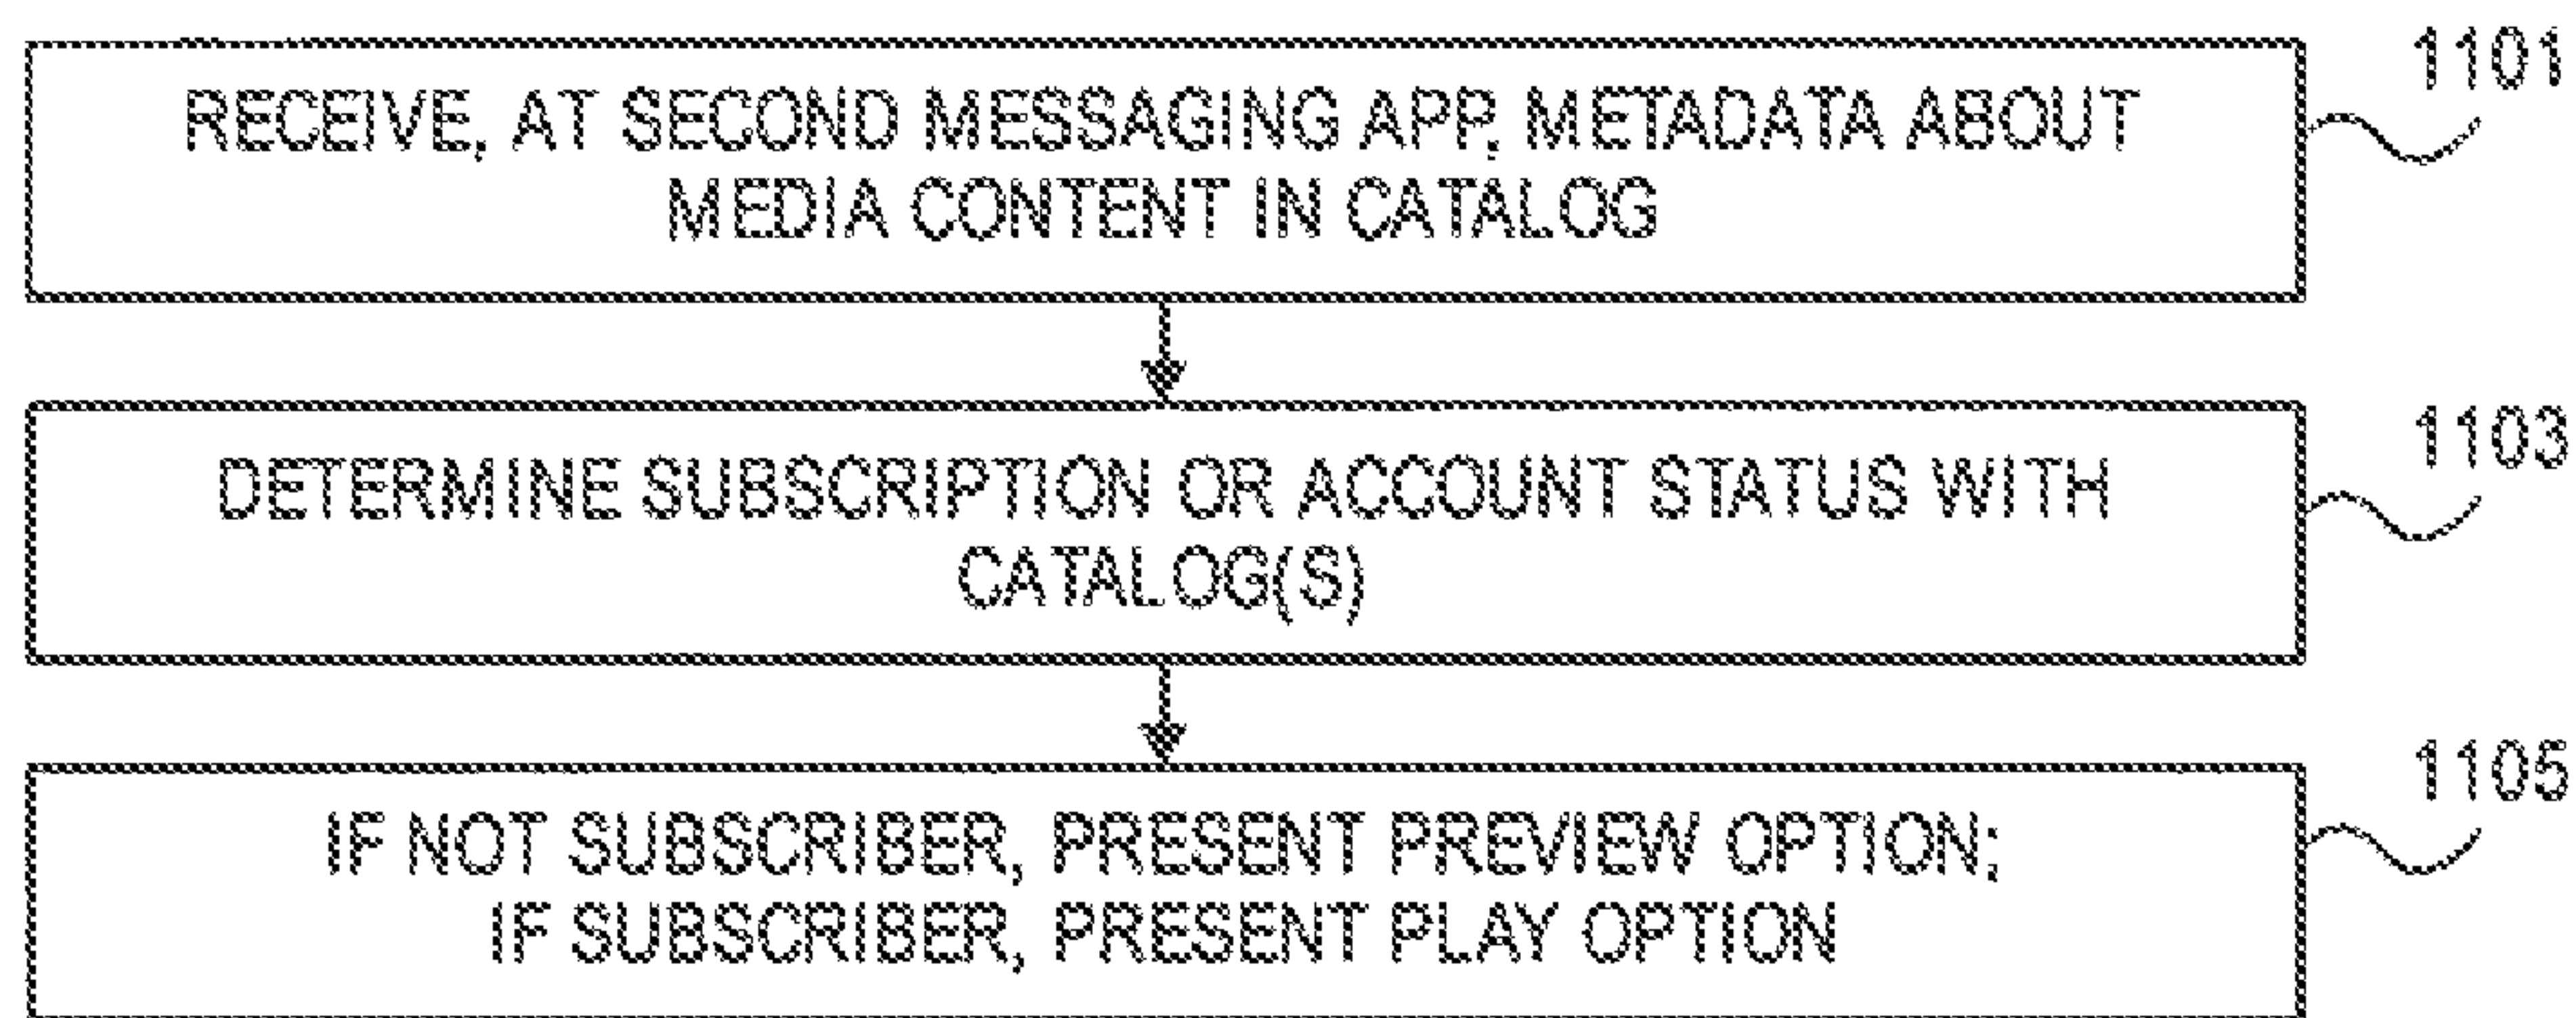 1101
RECEIVE, AT SECOND MESSAGING APP, METADATA ABOUT
MEDIA CONTENT IN CATALOG
1103
DETERMINE SUBSCRIPTION OR ACCOUNT STATUS WITH
CATALOG(S)
1105
IF NOT SUBSCRIBER, PRESENT PREVIEW OPTION;
IF SUBSCRIBER, PRESENT PLAY OPTION